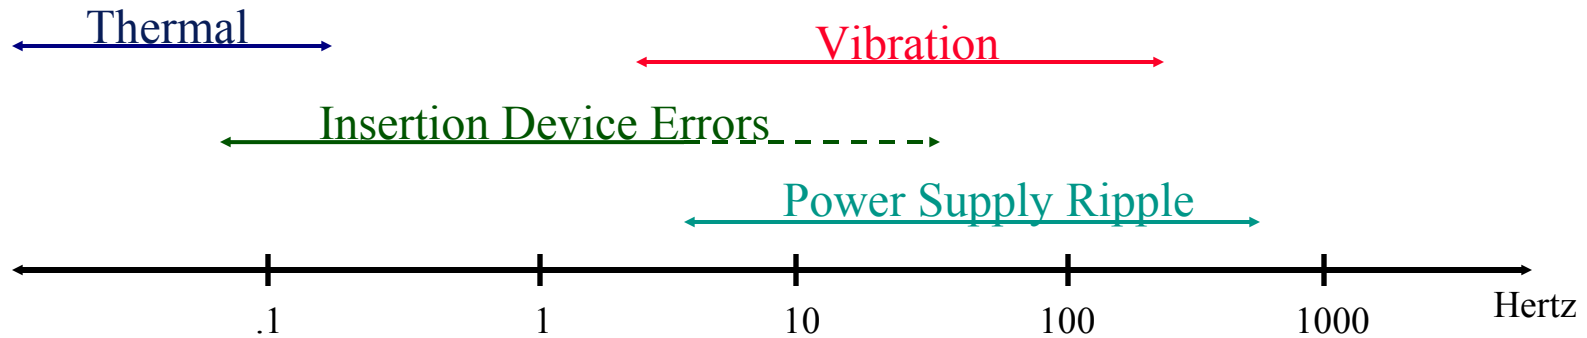 Thermal
Vibration
Insertion Device Errors
Power Supply Ripple
.1 1 10 100 1000 Hertz